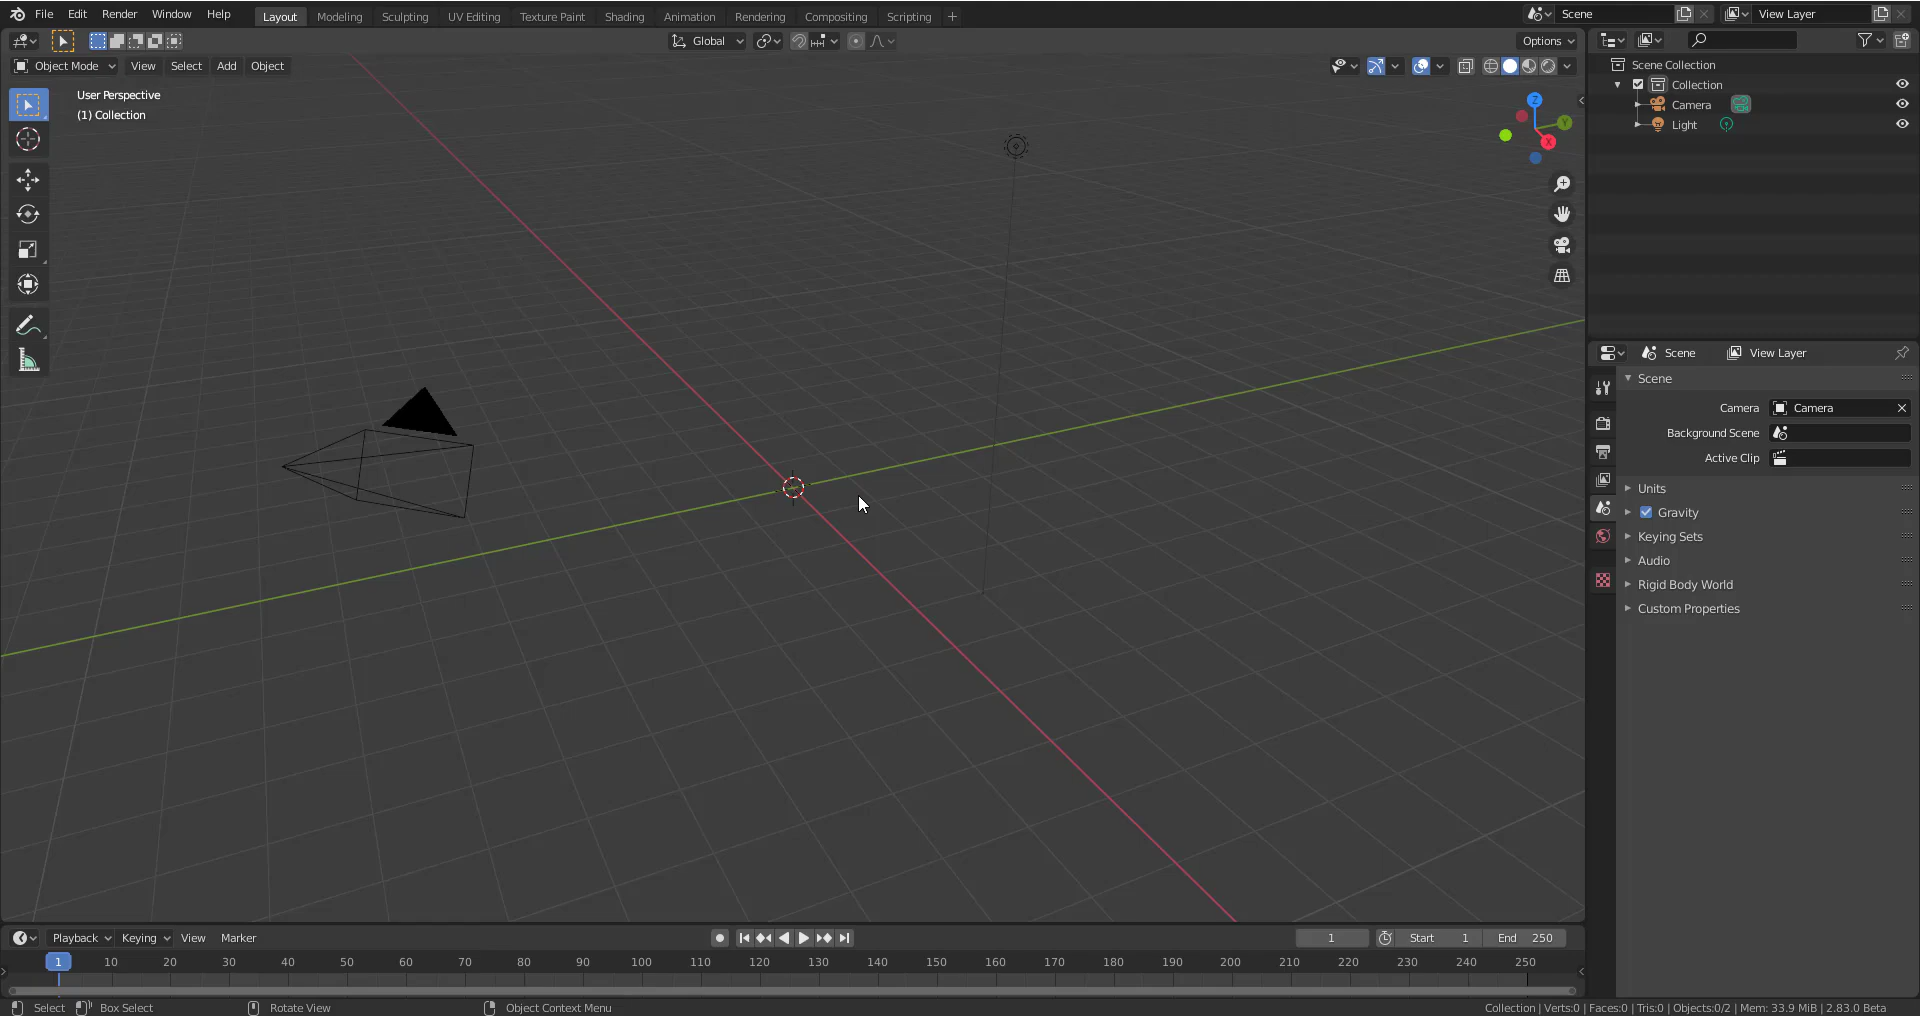 File Edit Render Window Help Layout Modeling Sculpting UV Editing Texture Paint Shading Animation Rendering Compositing Scripting + Scene View Layer
Global Options
Object Mode View Select Add Object
User Perspective
(1) Collection
Z
Y
X
Scene Collection
Collection
Camera
Light
Scene View Layer
Scene
Camera Camera
Background Scene
Active Clip
Units
Gravity
Keying Sets
Audio
Rigid Body World
Custom Properties
Playback Keying View Marker 1 Start 1 End 250
1 10 20 30 40 50 60 70 80 90 100 110 120 130 140 150 160 170 180 190 200 210 220 230 240 250
Select Box Select Rotate View Object Context Menu Collection | Verts:0 | Faces:0 | Tris:0 | Objects:0/2 | Mem: 33.9 MiB | 2.83.0 Beta